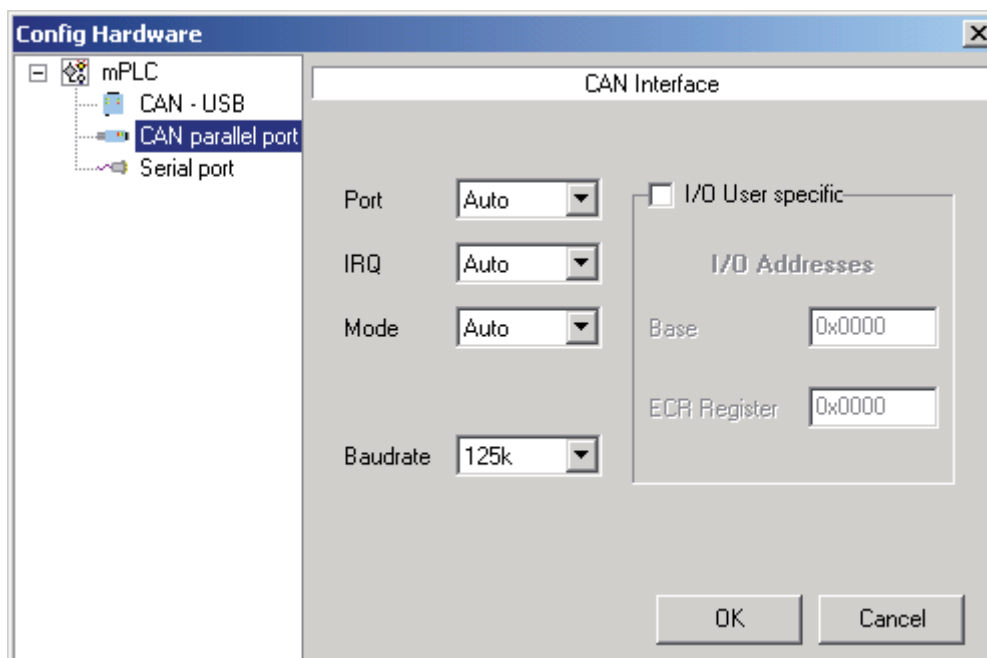 Config Hardware
mPLC
CAN - USB
CAN parallel port
Serial port
CAN Interface
Port
Auto
IRQ
Auto
Mode
Auto
Baudrate
125k
I/O User specific
I/O Addresses
Base
0x0000
ECR Register
0x0000
OK
Cancel